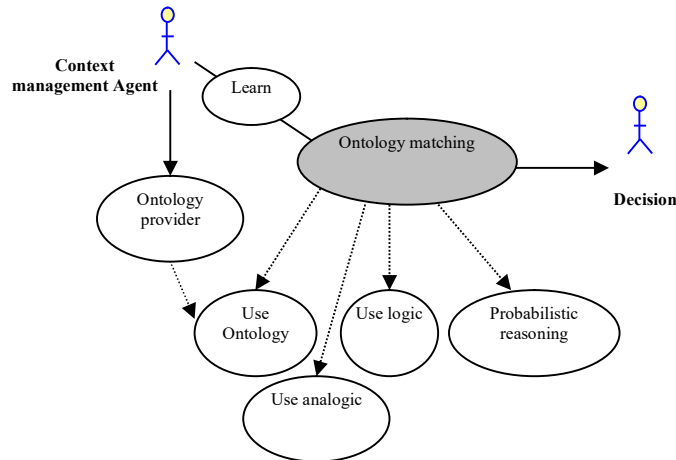 Context
management Agent
Learn
Ontology matching
Decision
Ontology
provider
Use
Ontology
Use logic
Probabilistic
reasoning
Use analogic